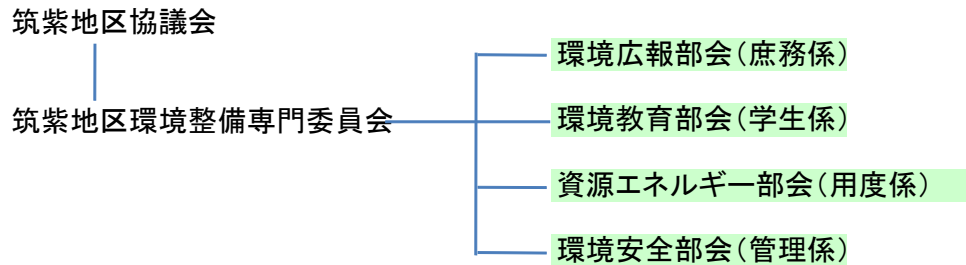 筑紫地区協議会
筑紫地区環境整備専門委員会
環境広報部会（庶務係）
環境教育部会（学生係）
資源エネルギー部会（用度係）
環境安全部会（管理係）